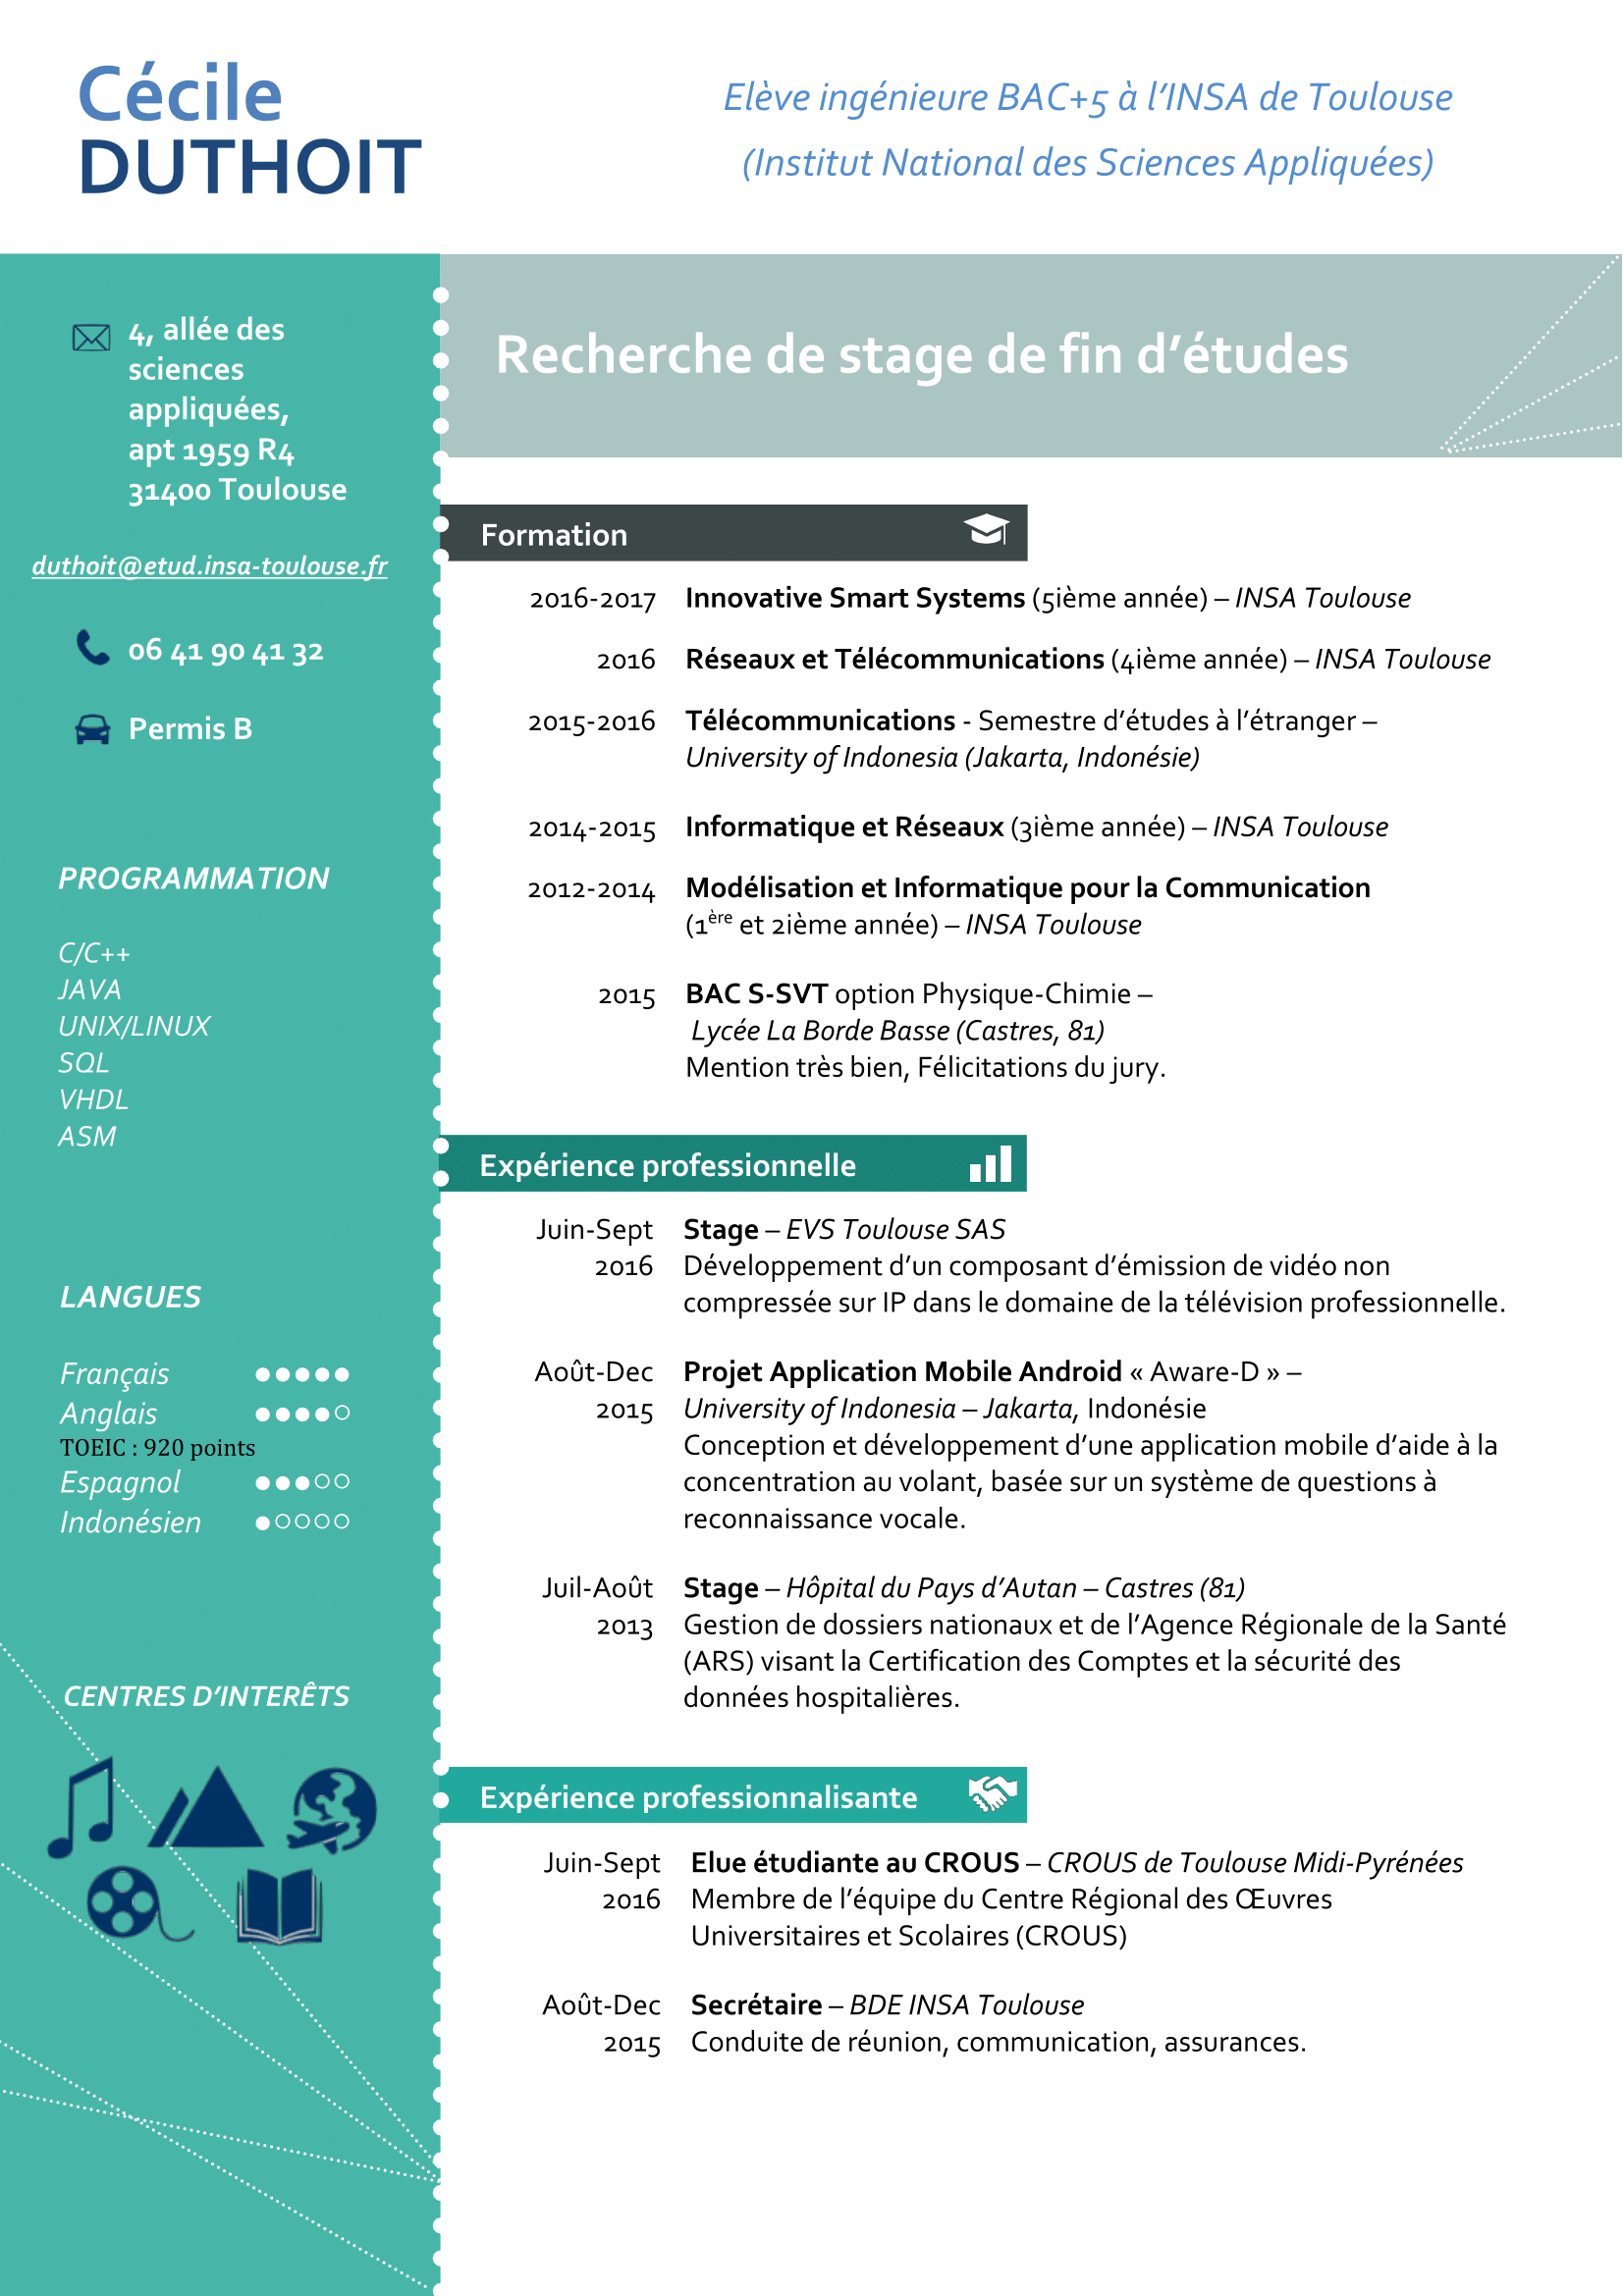 Cécile
DUTHOIT
Elève ingénieure BAC+5 à l’INSA de Toulouse
(Institut National des Sciences Appliquées)
4, allée des
sciences
appliquées,
apt 1959 R4
31400 Toulouse
duthoit@etud.insa-toulouse.fr
06 41 90 41 32
Permis B
PROGRAMMATION
C/C++
JAVA
UNIX/LINUX
SQL
VHDL
ASM
LANGUES
Français
Anglais
TOEIC : 920 points
Espagnol
Indonésien
CENTRES D’INTERÊTS
Recherche de stage de fin d’études
Formation
2016-2017 Innovative Smart Systems (5ième année) – INSA Toulouse
2016 Réseaux et Télécommunications (4ième année) – INSA Toulouse
2015-2016 Télécommunications - Semestre d’études à l’étranger –
University of Indonesia (Jakarta, Indonésie)
2014-2015 Informatique et Réseaux (3ième année) – INSA Toulouse
2012-2014 Modélisation et Informatique pour la Communication
(1ère et 2ième année) – INSA Toulouse
2015 BAC S-SVT option Physique-Chimie –
Lycée La Borde Basse (Castres, 81)
Mention très bien, Félicitations du jury.
Expérience professionnelle
Juin-Sept Stage – EVS Toulouse SAS
2016 Développement d’un composant d’émission de vidéo non
compressée sur IP dans le domaine de la télévision professionnelle.
Août-Dec Projet Application Mobile Android « Aware-D » –
2015 University of Indonesia – Jakarta, Indonésie
Conception et développement d’une application mobile d’aide à la
concentration au volant, basée sur un système de questions à
reconnaissance vocale.
Juil-Août Stage – Hôpital du Pays d’Autan – Castres (81)
2013 Gestion de dossiers nationaux et de l’Agence Régionale de la Santé
(ARS) visant la Certification des Comptes et la sécurité des
données hospitalières.
Expérience professionnalisante
Juin-Sept Elue étudiante au CROUS – CROUS de Toulouse Midi-Pyrénées
2016 Membre de l’équipe du Centre Régional des Œuvres
Universitaires et Scolaires (CROUS)
Août-Dec Secrétaire – BDE INSA Toulouse
2015 Conduite de réunion, communication, assurances.